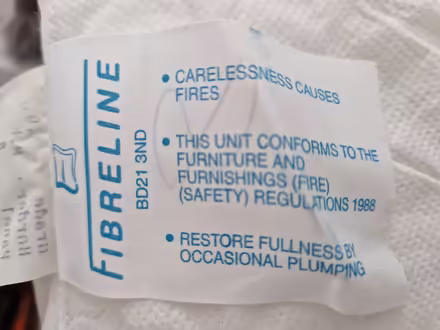 FIBRELINE
BD21 3ND
• CARELESSNESS CAUSES
FIRES
• THIS UNIT CONFORMS TO THE
FURNITURE AND
FURNISHINGS (FIRE)
(SAFETY) REGULATIONS 1988
• RESTORE FULLNESS BY
OCCASIONAL PLUMPING